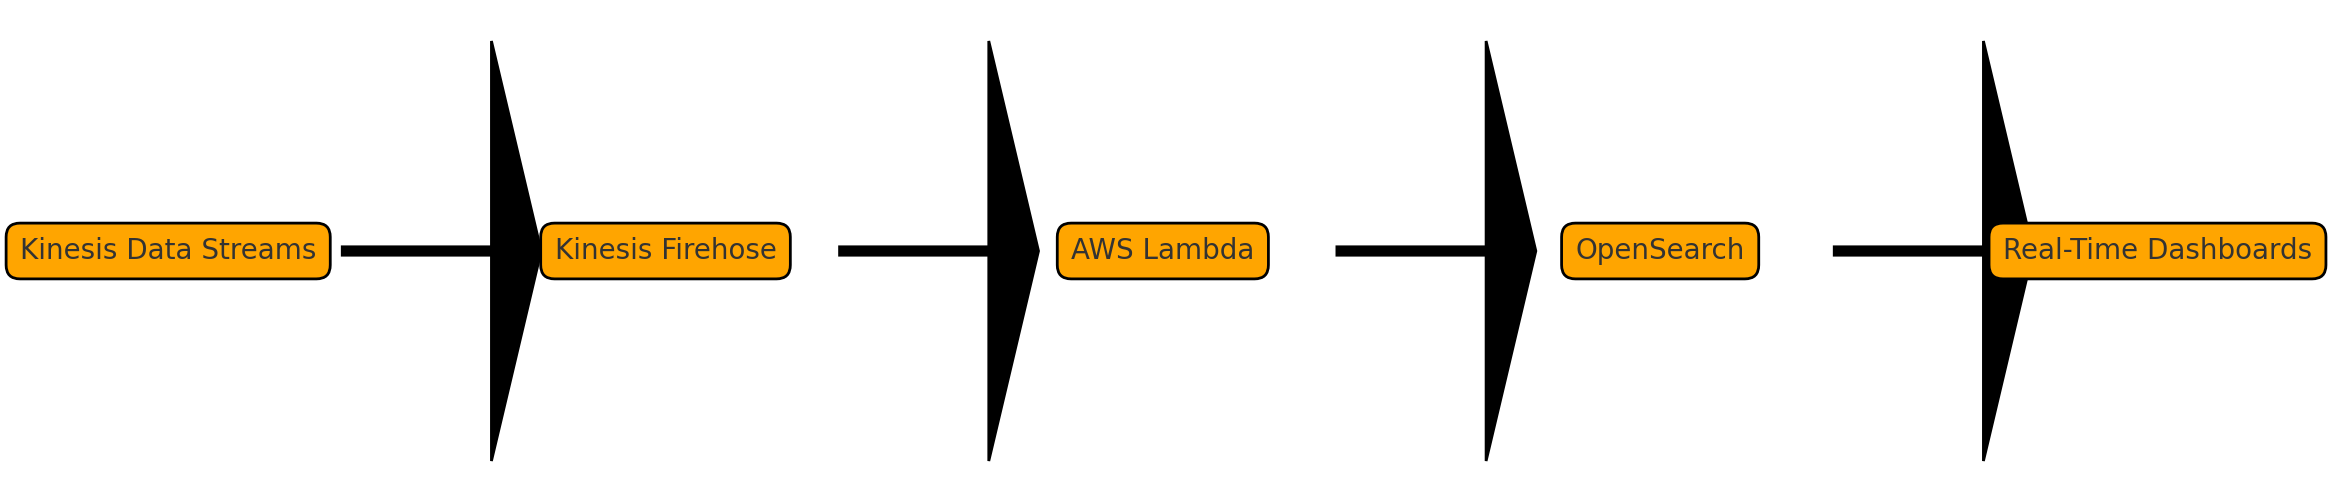 Kinesis Data Streams
Kinesis Firehose
AWS Lambda
OpenSearch
Real-Time Dashboards